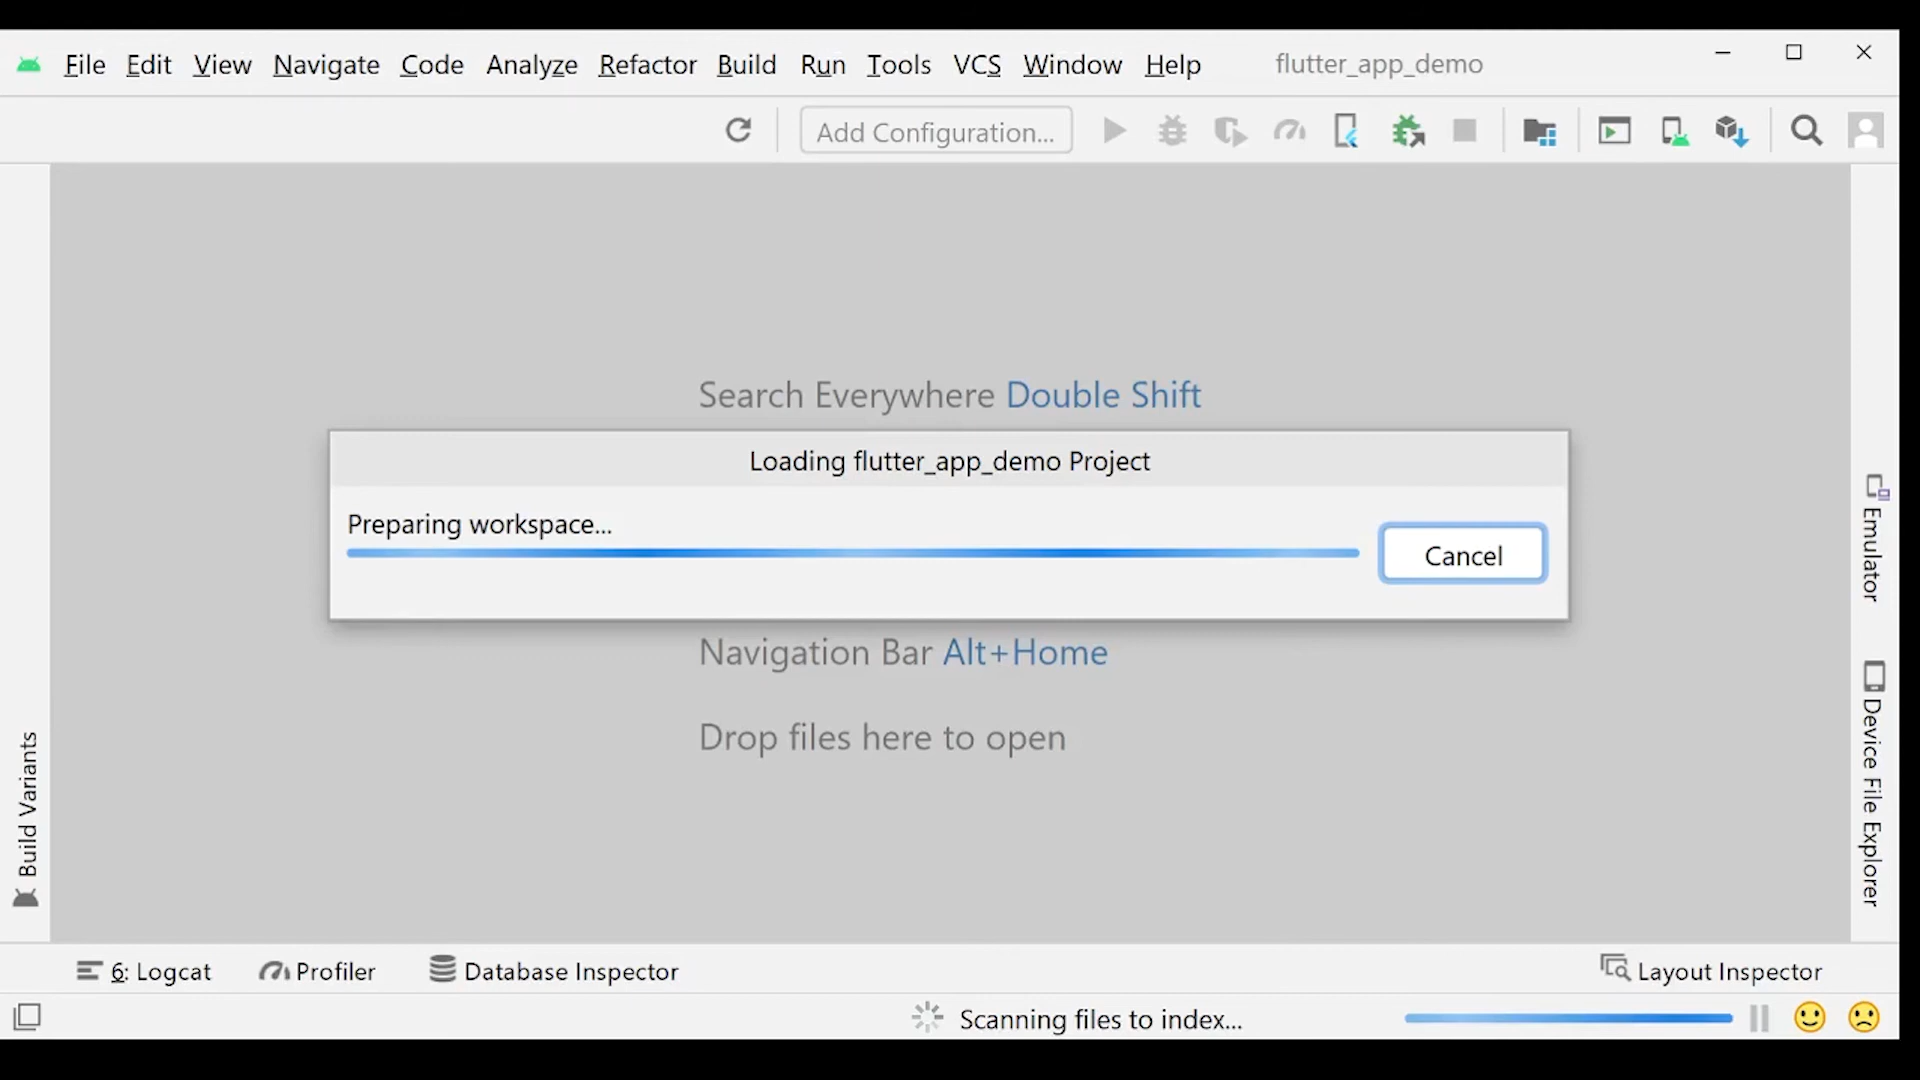 File Edit View Navigate Code Analyze Refactor Build Run Tools VCS Window Help flutter_app_demo
Add Configuration...
Search Everywhere Double Shift
Loading flutter_app_demo Project
Preparing workspace...
Cancel
Navigation Bar Alt+Home
Drop files here to open
Build Variants
Emulator
Device File Explorer
6: Logcat Profiler Database Inspector Layout Inspector
Scanning files to index...